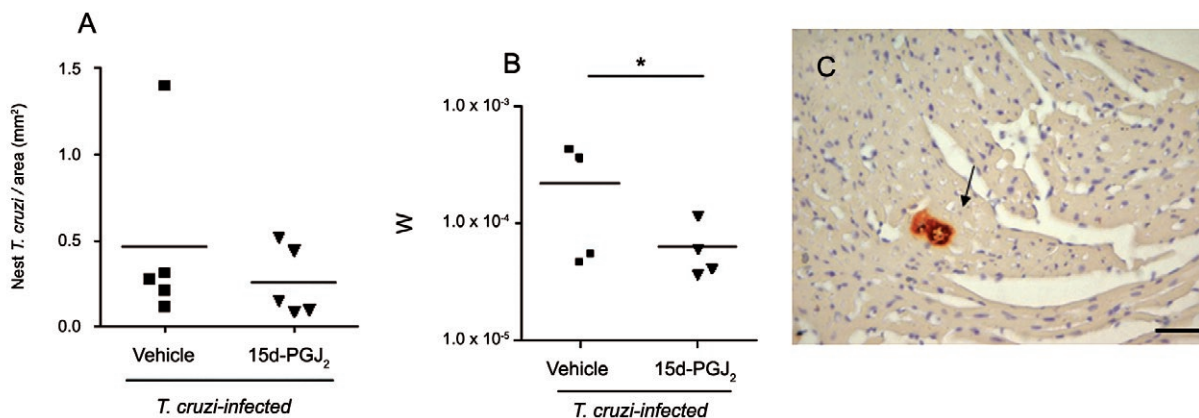 A
Nest T. cruzi / area (mm²)
1.5
1.0
0.5
0.0
Vehicle
15d-PGJ₂
T. cruzi-infected
B
*
W
1.0 x 10⁻³
1.0 x 10⁻⁴
1.0 x 10⁻⁵
Vehicle
15d-PGJ₂
T. cruzi-infected
C